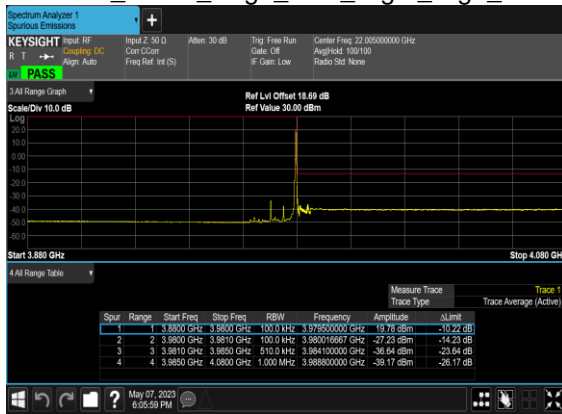 Spectrum Analyzer 1
Spurious Emissions
KEYSIGHT Input: RF Input Z: 50 Ω Atten: 30 dB Trig: Free Run Center Freq: 22.005000000 GHz
R T Coupling: DC Corr CCorr Gate: Off Avg|Hold: 100/100
Align: Auto Freq Ref: Int (S) IF Gain: Low Radio Std: None
PASS
3 All Range Graph
Ref Lvl Offset 18.69 dB
Scale/Div 10.0 dB Ref Value 30.00 dBm
Log
20.0
10.0
0.00
-10.0
-20.0
-30.0
-40.0
-50.0
-60.0
Start 3.880 GHz Stop 4.080 GH
4 All Range Table
Measure Trace Trace 1
Trace Type Trace Average (Active)
Spur Range Start Freq Stop Freq RBW Frequency Amplitude ΔLimit
1 1 3.8800 GHz 3.9800 GHz 100.0 kHz 3.979500000 GHz 19.78 dBm -10.22 dB
2 2 3.9800 GHz 3.9810 GHz 100.0 kHz 3.980016667 GHz -27.23 dBm -14.23 dB
3 3 3.9810 GHz 3.9850 GHz 510.0 kHz 3.984100000 GHz -36.64 dBm -23.64 dB
4 4 3.9850 GHz 4.0800 GHz 1.000 MHz 3.988800000 GHz -39.17 dBm -26.17 dB
May 07, 2023
6:05:59 PM